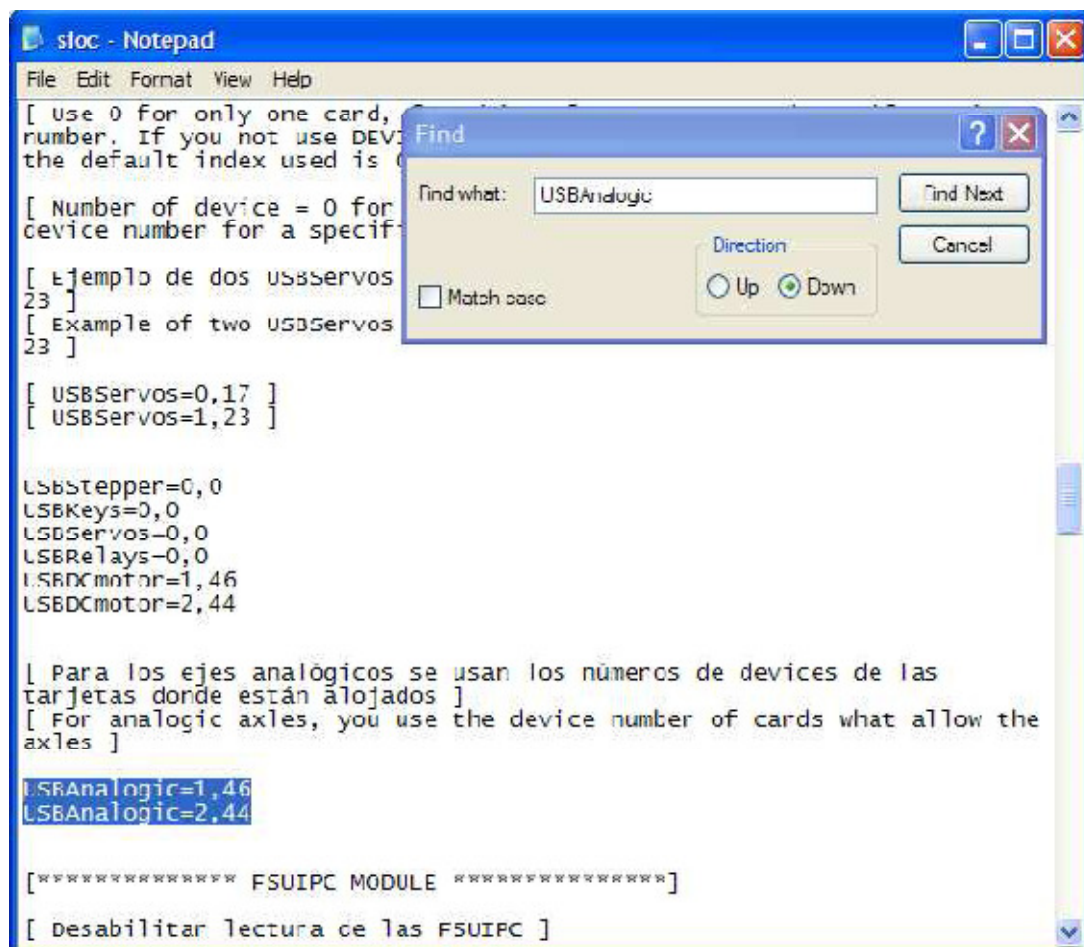 sioc - Notepad
File Edit Format View Help
[ Use 0 for only one card,
number. If you not use DEVI
the default index used is
[ Number of device = 0 for
device number for a specifi
[ Ejemplo de dos USBServos
23 ]
[ Example of two USBServos
23 ]
[ USBServos=0,17 ]
[ USBServos=1,23 ]
USBStepper=0,0
USBKeys=0,0
USBServos=0,0
USBRelays=0,0
USBDCmotor=1,46
USBDCmotor=2,44
[ Para los ejes analógicos se usan los números de devices de las
tarjetas donde están alojados ]
[ For analogic axles, you use the device number of cards what allow the
axles ]
USBAnalogic=1,46
USBAnalogic=2,44
[************** FSUIPC MODULE ***************]
[ Desabilitar lectura de las FSUIPC ]
Find
Find what: USBAnalogic
Find Next
Cancel
Direction
Up Down
Match case